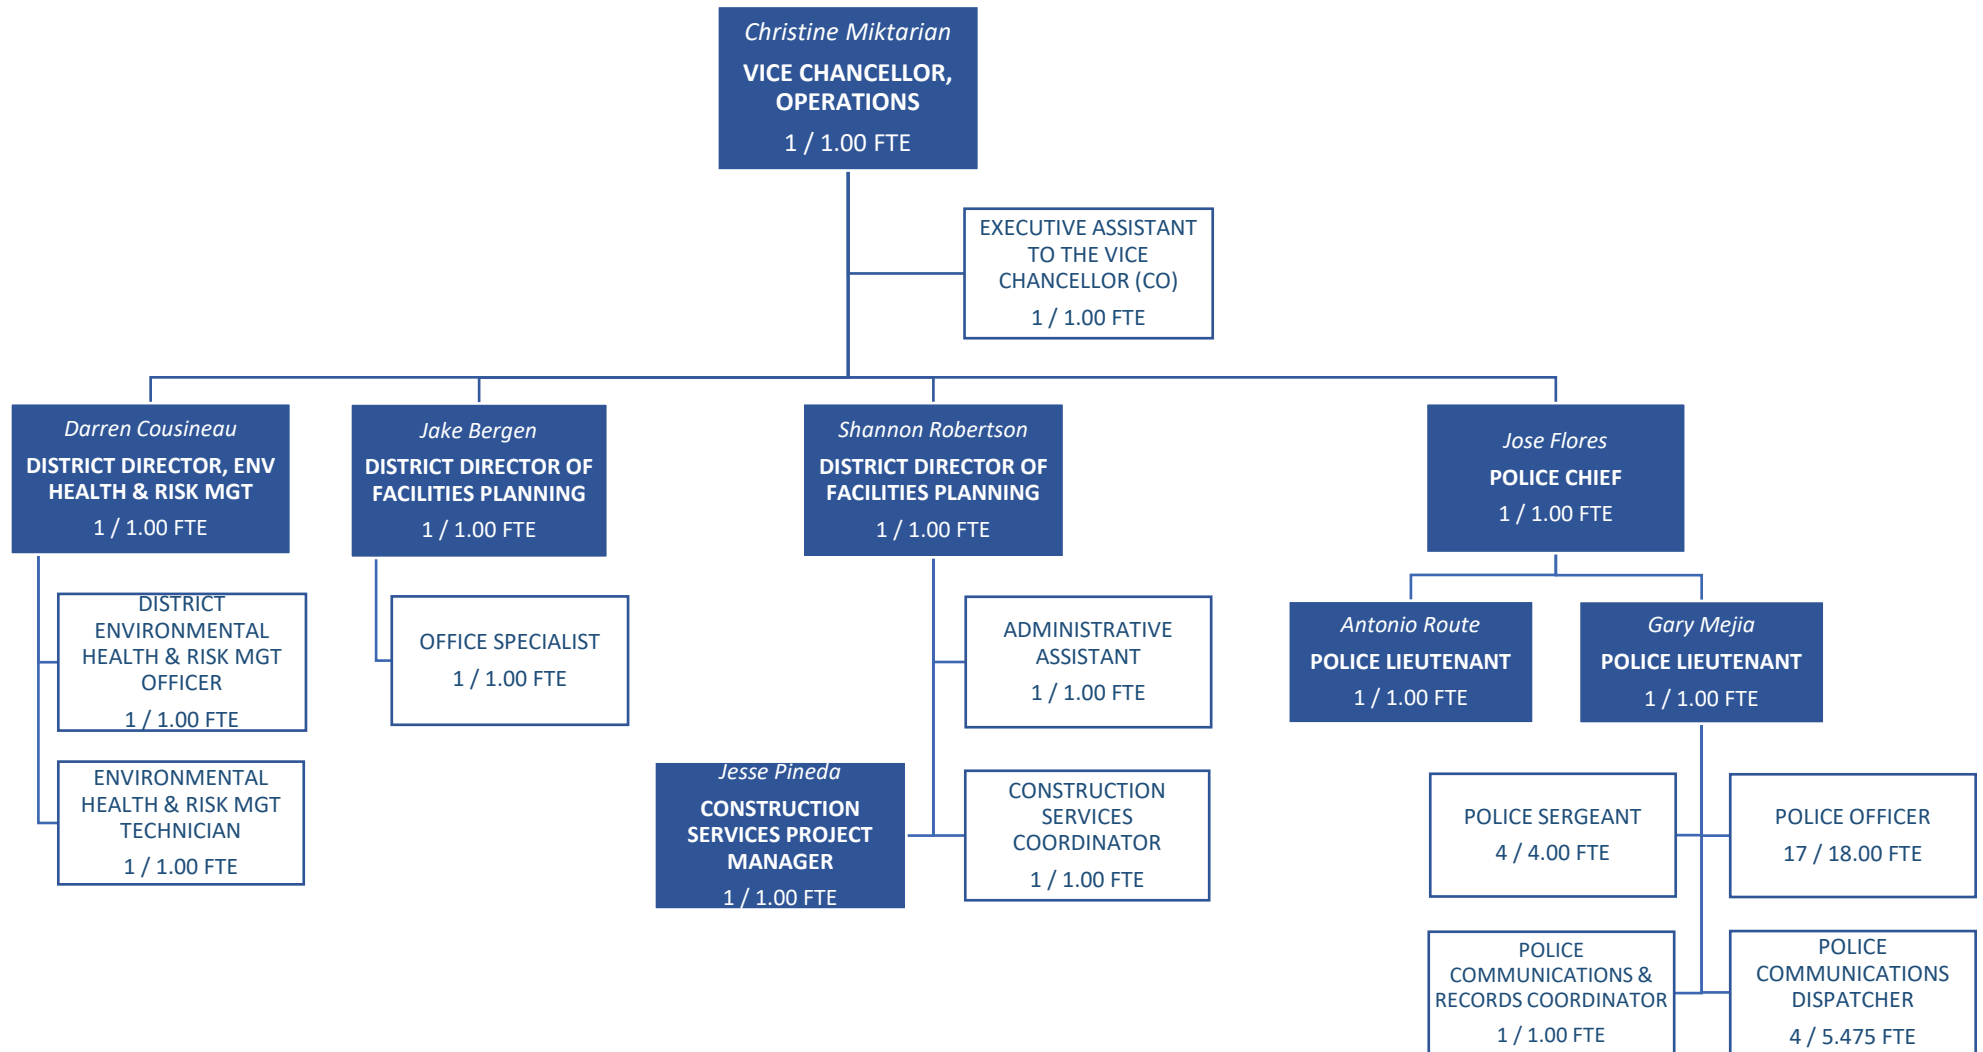 Christine Miktarian
VICE CHANCELLOR,
OPERATIONS
1 / 1.00 FTE
EXECUTIVE ASSISTANT
TO THE VICE
CHANCELLOR (CO)
1 / 1.00 FTE
Darren Cousineau
DISTRICT DIRECTOR, ENV
HEALTH & RISK MGT
1 / 1.00 FTE
Jake Bergen
DISTRICT DIRECTOR OF
FACILITIES PLANNING
1 / 1.00 FTE
Shannon Robertson
DISTRICT DIRECTOR OF
FACILITIES PLANNING
1 / 1.00 FTE
Jose Flores
POLICE CHIEF
1 / 1.00 FTE
DISTRICT
ENVIRONMENTAL
HEALTH & RISK MGT
OFFICER
1 / 1.00 FTE
OFFICE SPECIALIST
1 / 1.00 FTE
ADMINISTRATIVE
ASSISTANT
1 / 1.00 FTE
Antonio Route
POLICE LIEUTENANT
1 / 1.00 FTE
Gary Mejia
POLICE LIEUTENANT
1 / 1.00 FTE
ENVIRONMENTAL
HEALTH & RISK MGT
TECHNICIAN
1 / 1.00 FTE
Jesse Pineda
CONSTRUCTION
SERVICES PROJECT
MANAGER
1 / 1.00 FTE
CONSTRUCTION
SERVICES
COORDINATOR
1 / 1.00 FTE
POLICE SERGEANT
4 / 4.00 FTE
POLICE OFFICER
17 / 18.00 FTE
POLICE
COMMUNICATIONS &
RECORDS COORDINATOR
1 / 1.00 FTE
POLICE
COMMUNICATIONS
DISPATCHER
4 / 5.475 FTE